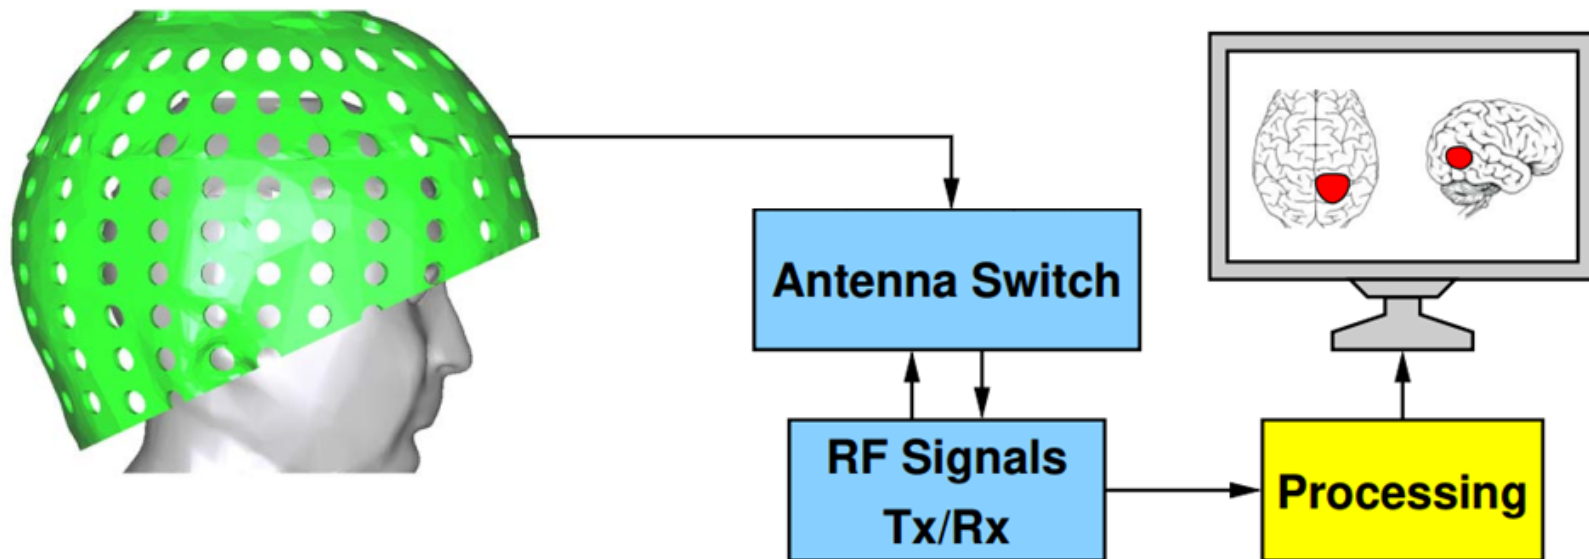 Antenna Switch
RF Signals
Tx/Rx
Processing